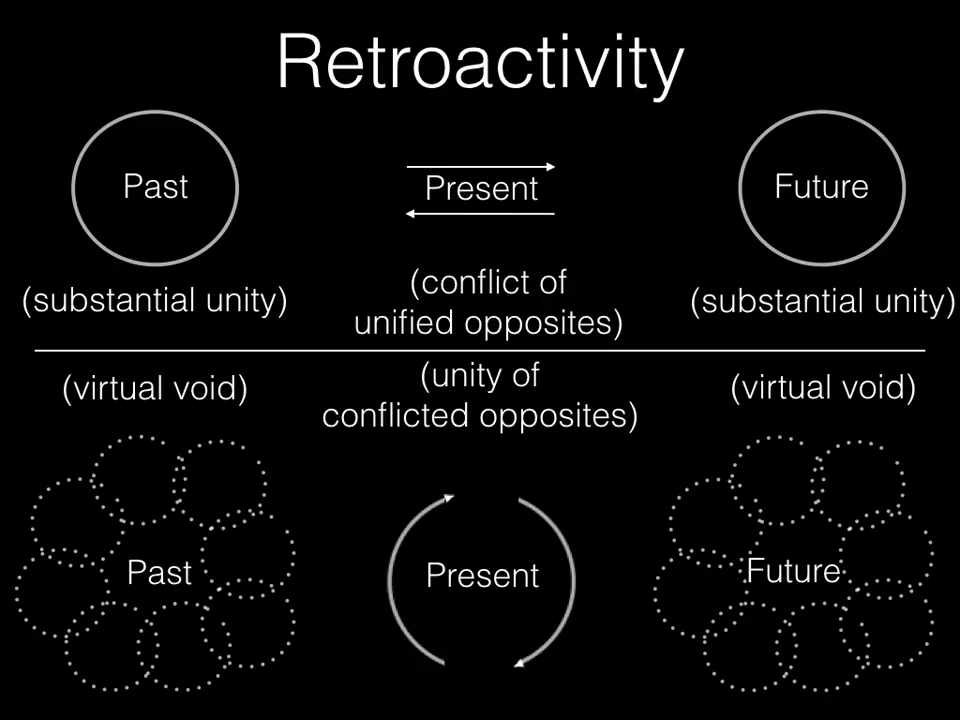 Retroactivity
Past
Present
Future
(substantial unity)
(conflict of
unified opposites)
(substantial unity)
(virtual void)
(unity of
conflicted opposites)
(virtual void)
Past
Present
Future